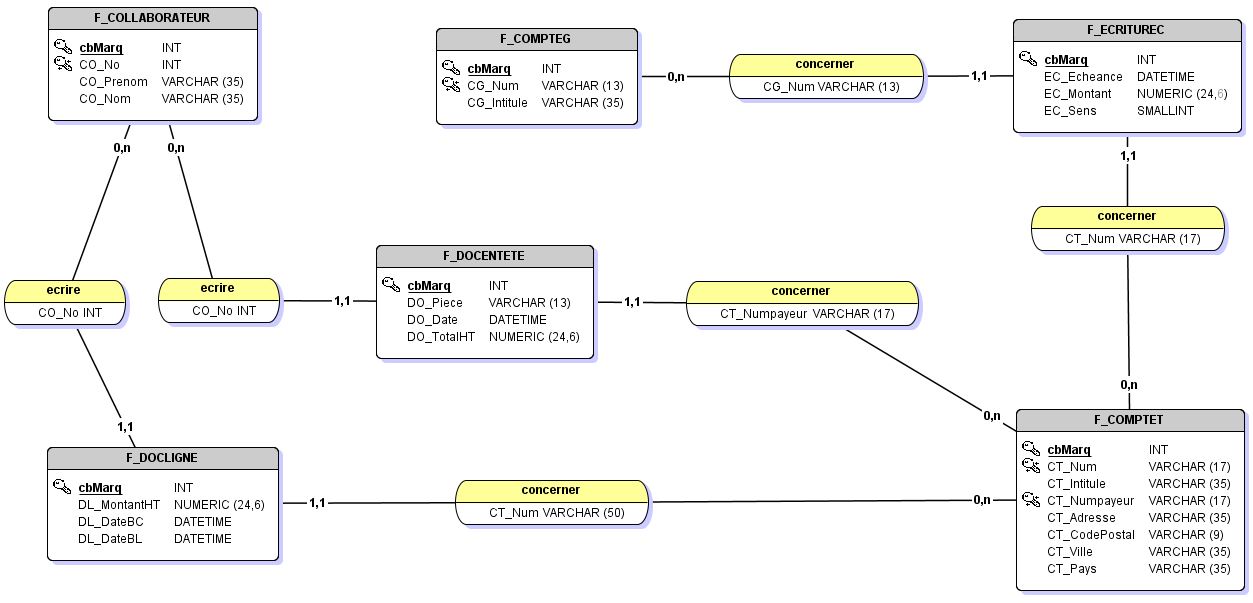 F_COLLABORATEUR
cbMarq INT
CO_No INT
CO_Prenom VARCHAR (35)
CO_Nom VARCHAR (35)
F_COMPTEG
cbMarq INT
CG_Num VARCHAR (13)
CG_Intitule VARCHAR (35)
0,n
concerner
CG_Num VARCHAR (13)
1,1
F_ECRITUREC
cbMarq INT
EC_Echeance DATETIME
EC_Montant NUMERIC (24,6)
EC_Sens SMALLINT
0,n
0,n
1,1
concerner
CT_Num VARCHAR (17)
0,n
ecrire
CO_No INT
ecrire
CO_No INT
1,1
F_DOCENTETE
cbMarq INT
DO_Piece VARCHAR (13)
DO_Date DATETIME
DO_TotalHT NUMERIC (24,6)
1,1
concerner
CT_Numpayeur VARCHAR (17)
0,n
1,1
F_DOCLIGNE
cbMarq INT
DL_MontantHT NUMERIC (24,6)
DL_DateBC DATETIME
DL_DateBL DATETIME
1,1
concerner
CT_Num VARCHAR (50)
0,n
F_COMPTET
cbMarq INT
CT_Num VARCHAR (17)
CT_Intitule VARCHAR (35)
CT_Numpayeur VARCHAR (17)
CT_Adresse VARCHAR (35)
CT_CodePostal VARCHAR (9)
CT_Ville VARCHAR (35)
CT_Pays VARCHAR (35)